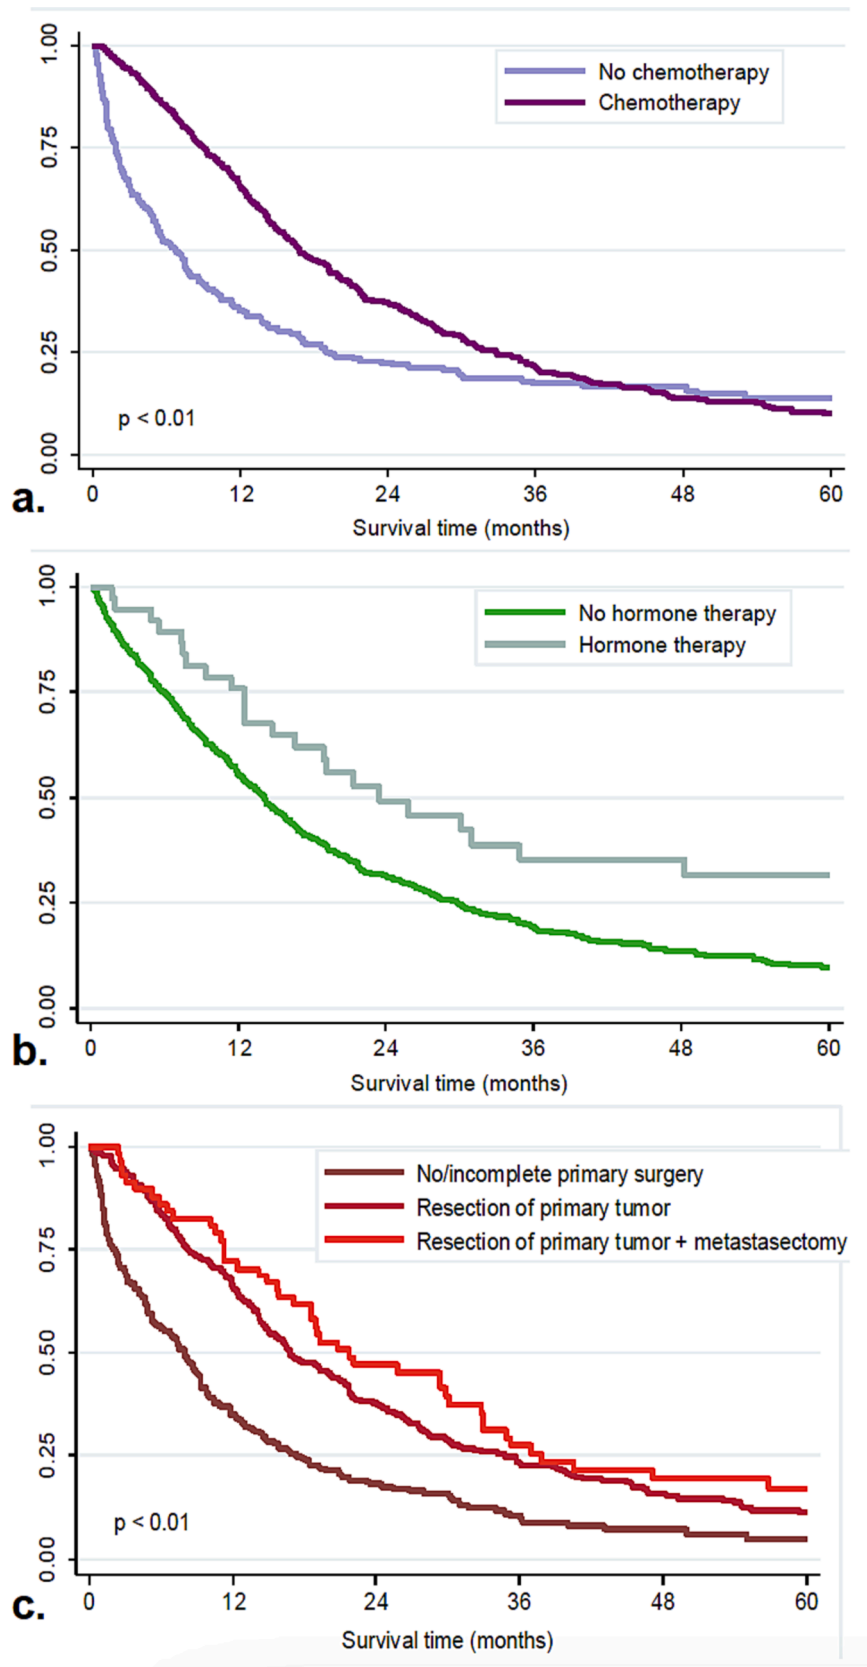 1.00
0.75
0.50
0.25
0.00
No chemotherapy
Chemotherapy
p < 0.01
a.
0 12 24 36 48 60
Survival time (months)
1.00
0.75
0.50
0.25
0.00
No hormone therapy
Hormone therapy
b.
0 12 24 36 48 60
Survival time (months)
1.00
0.75
0.50
0.25
0.00
No/incomplete primary surgery
Resection of primary tumor
Resection of primary tumor + metastasectomy
p < 0.01
c.
0 12 24 36 48 60
Survival time (months)